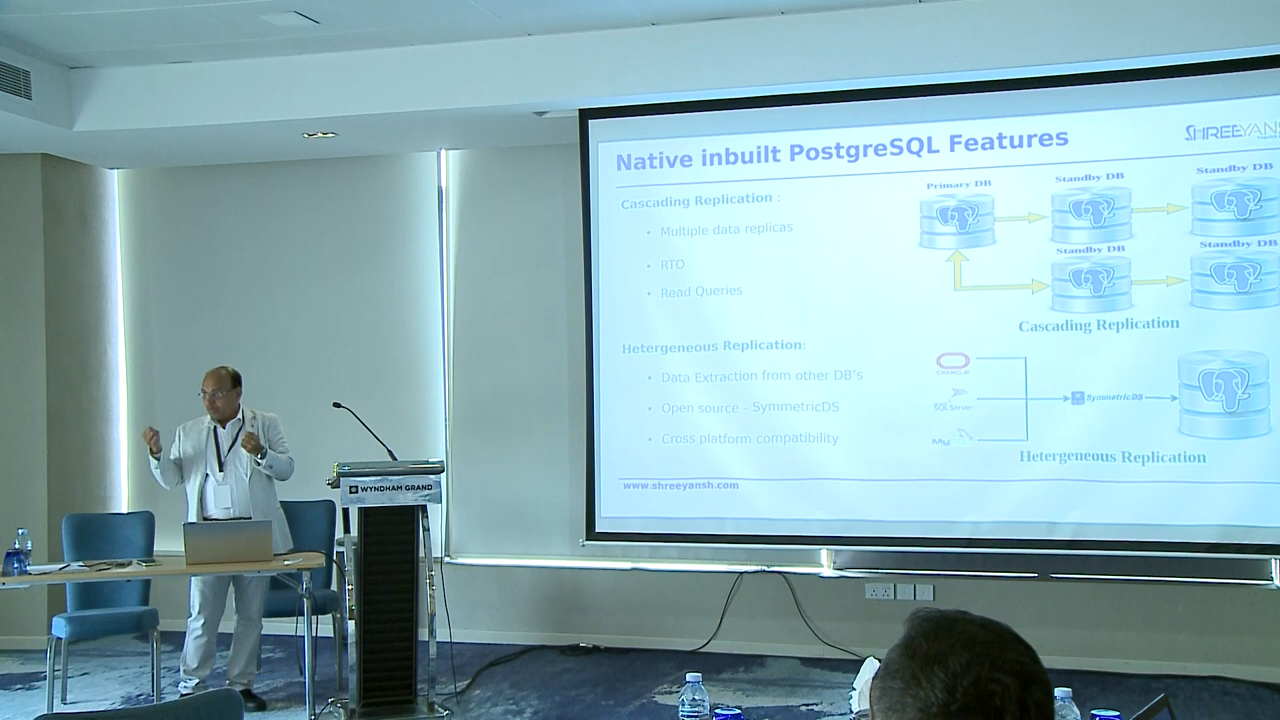 Native inbuilt PostgreSQL Features
SHREEYANS
Cascading Replication :
• Multiple data replicas
• RTO
• Read Queries
Primary DB
Standby DB
Standby DB
Standby DB
Standby DB
Cascading Replication
Hetergeneous Replication:
• Data Extraction from other DB's
• Open source – SymmetricDS
• Cross platform compatibility
ORACLE
SQL Server
My
SymmetricDS
Hetergeneous Replication
www.shreeyansh.com
WYNDHAM GRAND